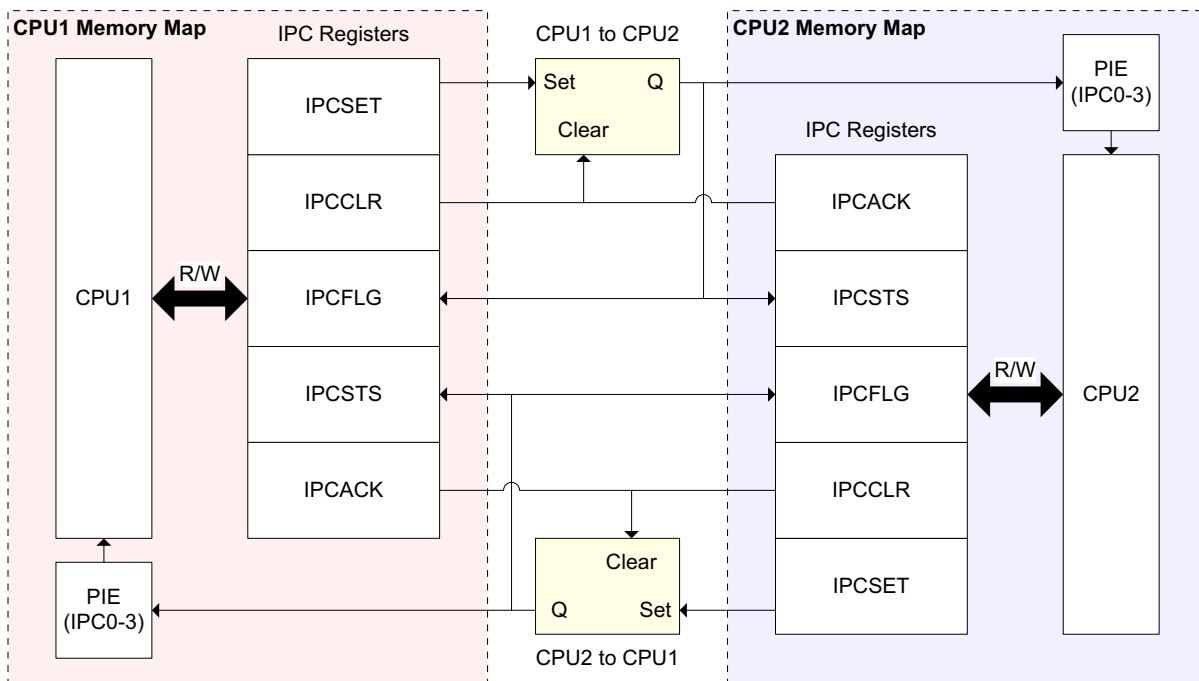 CPU1 Memory Map
IPC Registers
CPU1 to CPU2
CPU2 Memory Map
PIE
(IPC0-3)
IPCSET
Set
Q
Clear
IPC Registers
IPCCLR
IPCACK
CPU1
R/W
IPCFLG
IPCSTS
IPCSTS
IPCFLG
R/W
CPU2
IPCACK
IPCCLR
Clear
PIE
(IPC0-3)
Q
Set
IPCSET
CPU2 to CPU1